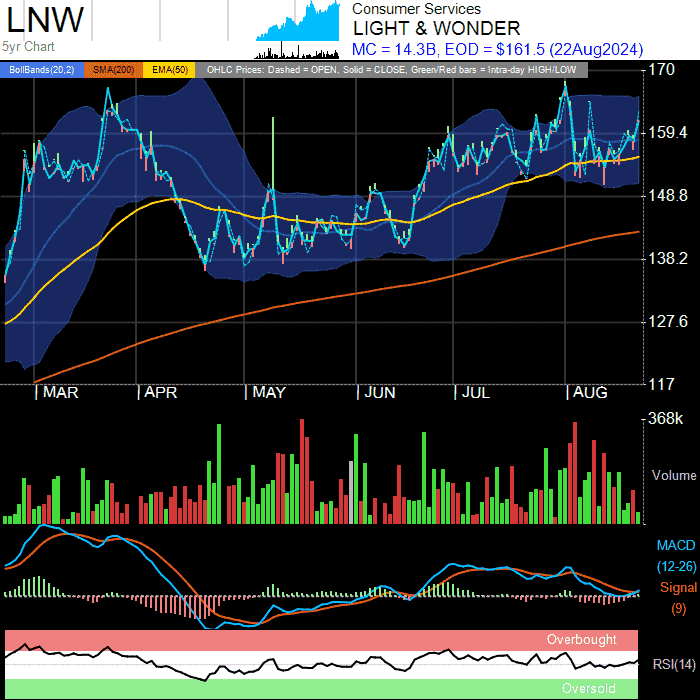 LNW
5yr Chart
Consumer Services
LIGHT & WONDER
MC = 14.3B, EOD = $161.5 (22Aug2024)
BollBands(20,2) SMA(200) EMA(50) OHLC Prices: Dashed = OPEN, Solid = CLOSE, Green/Red bars = Intra-day HIGH/LOW
170
159.4
148.8
138.2
127.6
117
MAR APR MAY JUN JUL AUG
368k
Volume
MACD
(12-26)
Signal
(9)
Overbought
RSI(14)
Oversold